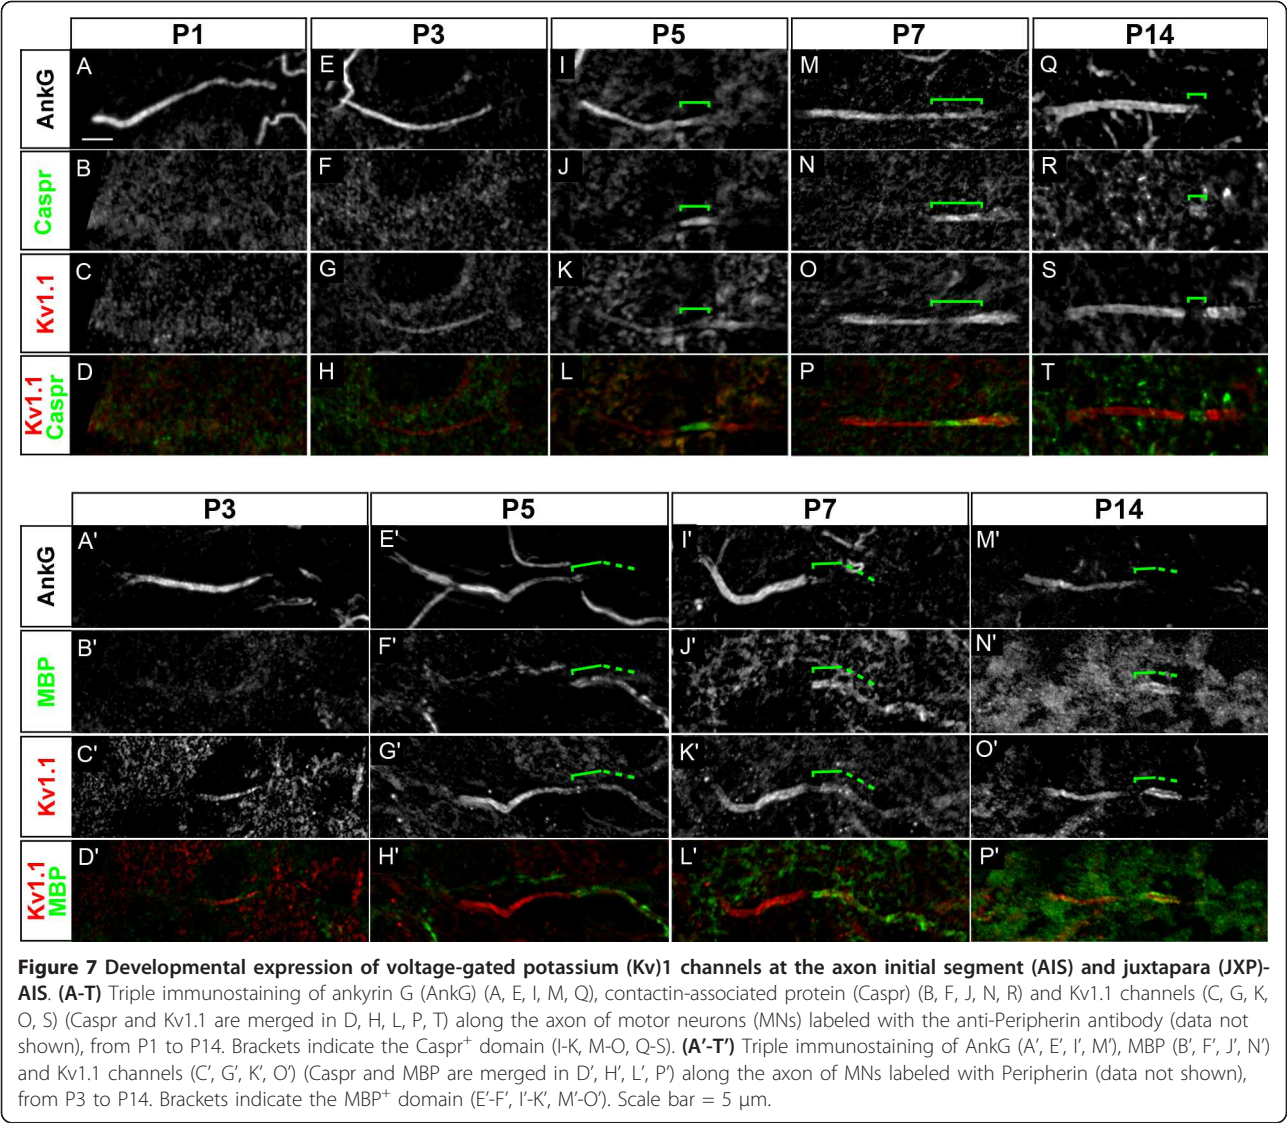 P1 P3 P5 P7 P14
AnkG
A E I M Q
Caspr
B F J N R
Kv1.1
C G K O S
Kv1.1
Caspr
D H L P T
P3 P5 P7 P14
AnkG
A' E' I' M'
MBP
B' F' J' N'
Kv1.1
C' G' K' O'
Kv1.1
MBP
D' H' L' P'
Figure 7 Developmental expression of voltage-gated potassium (Kv)1 channels at the axon initial segment (AIS) and juxtapara (JXP)-
AIS. (A-T) Triple immunostaining of ankyrin G (AnkG) (A, E, I, M, Q), contactin-associated protein (Caspr) (B, F, J, N, R) and Kv1.1 channels (C, G, K,
O, S) (Caspr and Kv1.1 are merged in D, H, L, P, T) along the axon of motor neurons (MNs) labeled with the anti-Peripherin antibody (data not
shown), from P1 to P14. Brackets indicate the Caspr+ domain (I-K, M-O, Q-S). (A’-T’) Triple immunostaining of AnkG (A’, E’, I’, M’), MBP (B’, F’, J’, N’)
and Kv1.1 channels (C’, G’, K’, O’) (Caspr and MBP are merged in D’, H’, L’, P’) along the axon of MNs labeled with Peripherin (data not shown),
from P3 to P14. Brackets indicate the MBP+ domain (E’-F’, I’-K’, M’-O’). Scale bar = 5 μm.